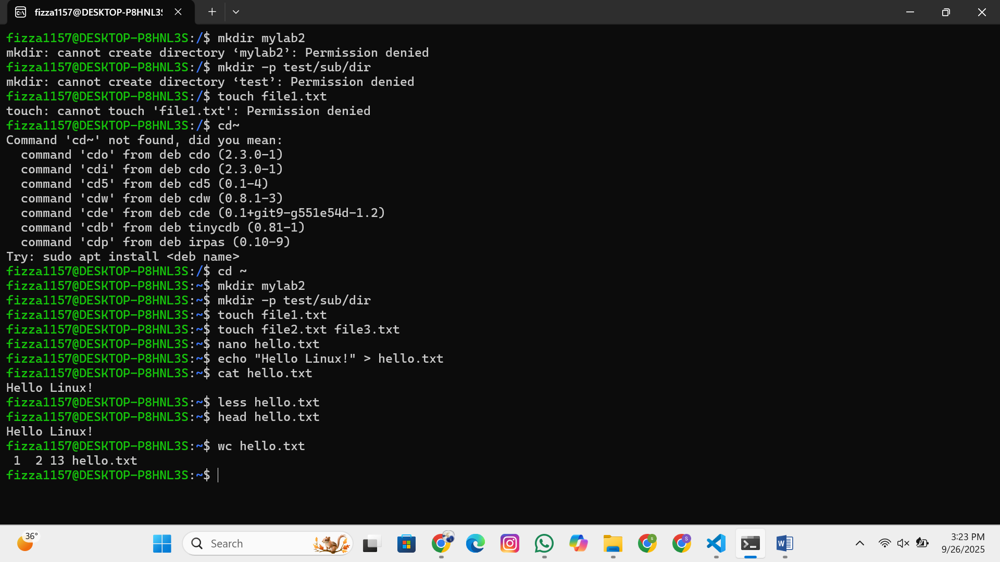 fizza1157@DESKTOP-P8HNL3S
fizza1157@DESKTOP-P8HNL3S:/$ mkdir mylab2
mkdir: cannot create directory ‘mylab2’: Permission denied
fizza1157@DESKTOP-P8HNL3S:/$ mkdir -p test/sub/dir
mkdir: cannot create directory ‘test’: Permission denied
fizza1157@DESKTOP-P8HNL3S:/$ touch file1.txt
touch: cannot touch 'file1.txt': Permission denied
fizza1157@DESKTOP-P8HNL3S:/$ cd~
Command 'cd~' not found, did you mean:
  command 'cdo' from deb cdo (2.3.0-1)
  command 'cdi' from deb cdo (2.3.0-1)
  command 'cd5' from deb cd5 (0.1-4)
  command 'cdw' from deb cdw (0.8.1-3)
  command 'cde' from deb cde (0.1+git9-g551e54d-1.2)
  command 'cdb' from deb tinycdb (0.81-1)
  command 'cdp' from deb irpas (0.10-9)
Try: sudo apt install <deb name>
fizza1157@DESKTOP-P8HNL3S:/$ cd ~
fizza1157@DESKTOP-P8HNL3S:~$ mkdir mylab2
fizza1157@DESKTOP-P8HNL3S:~$ mkdir -p test/sub/dir
fizza1157@DESKTOP-P8HNL3S:~$ touch file1.txt
fizza1157@DESKTOP-P8HNL3S:~$ touch file2.txt file3.txt
fizza1157@DESKTOP-P8HNL3S:~$ nano hello.txt
fizza1157@DESKTOP-P8HNL3S:~$ echo "Hello Linux!" > hello.txt
fizza1157@DESKTOP-P8HNL3S:~$ cat hello.txt
Hello Linux!
fizza1157@DESKTOP-P8HNL3S:~$ less hello.txt
fizza1157@DESKTOP-P8HNL3S:~$ head hello.txt
Hello Linux!
fizza1157@DESKTOP-P8HNL3S:~$ wc hello.txt
 1  2 13 hello.txt
fizza1157@DESKTOP-P8HNL3S:~$
36°
Search
3:23 PM
9/26/2025